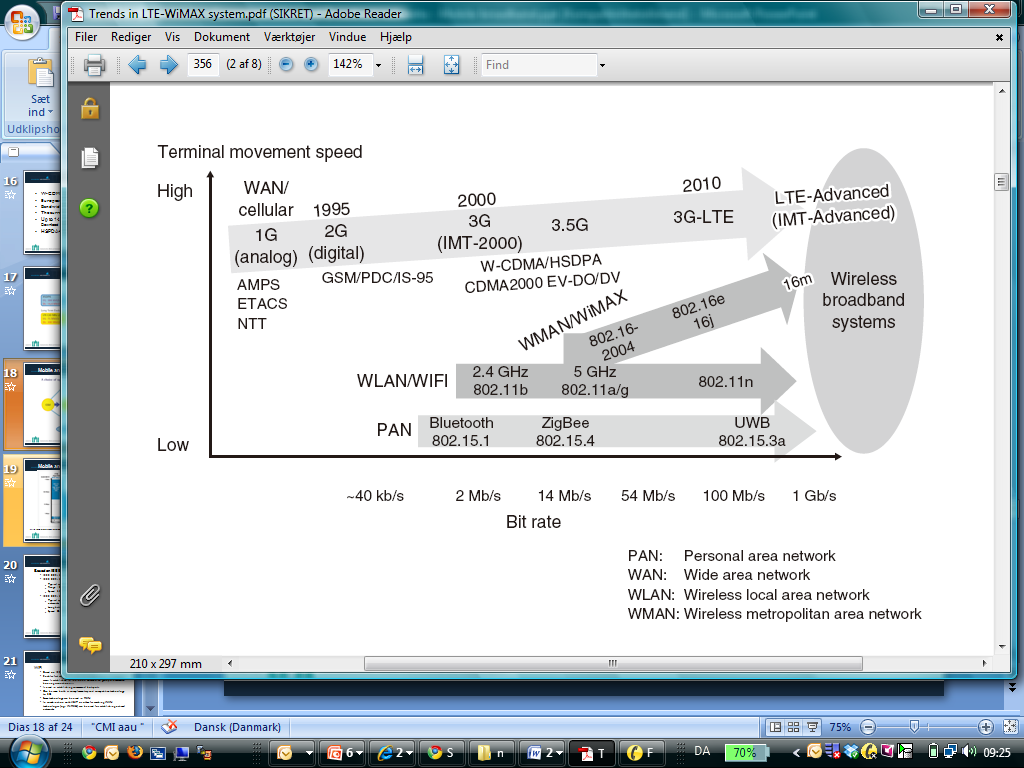 Trends in LTE-WiMAX system.pdf (SIKRET) - Adobe Reader
Filer Rediger Vis Dokument Værktøjer Vindue Hjælp
356 (2 af 8) 142% Find
Sæt
ind
Udklipsho
16
17
18
19
20
21
Terminal movement speed
High
WAN/
cellular
1G
(analog)
AMPS
ETACS
NTT
1995
2G
(digital)
GSM/PDC/IS-95
2000
3G
(IMT-2000)
3.5G
W-CDMA/HSDPA
CDMA2000 EV-DO/DV
2010
3G-LTE
LTE-Advanced
(IMT-Advanced)
WMAN/WiMAX
802.16-
2004
802.16e
16j
16m
Wireless
broadband
systems
WLAN/WIFI
2.4 GHz
802.11b
5 GHz
802.11a/g
802.11n
PAN
Bluetooth
802.15.1
ZigBee
802.15.4
UWB
802.15.3a
Low
~40 kb/s 2 Mb/s 14 Mb/s 54 Mb/s 100 Mb/s 1 Gb/s
Bit rate
PAN: Personal area network
WAN: Wide area network
WLAN: Wireless local area network
WMAN: Wireless metropolitan area network
210 x 297 mm
Dias 18 af 24 "CMI aau" Dansk (Danmark) 75%
6 2 S n 2 T F DA 70% 09:25